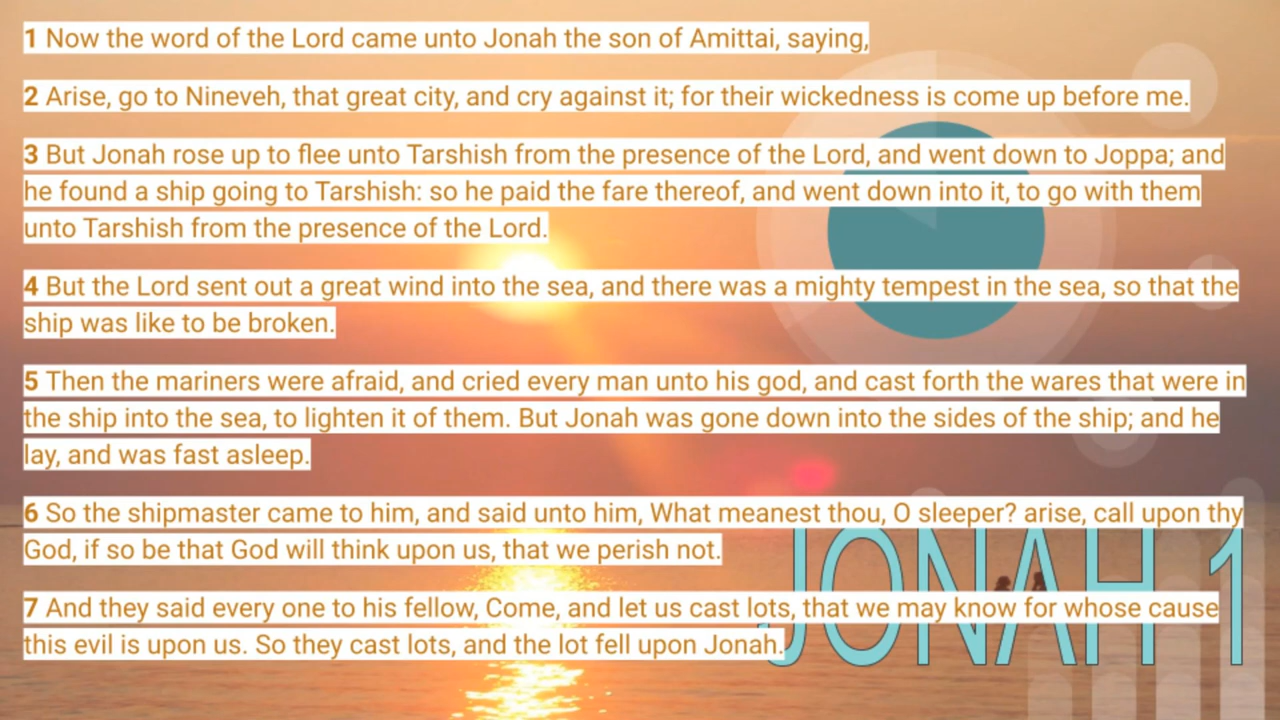 1 Now the word of the Lord came unto Jonah the son of Amittai, saying,
2 Arise, go to Nineveh, that great city, and cry against it; for their wickedness is come up before me.
3 But Jonah rose up to flee unto Tarshish from the presence of the Lord, and went down to Joppa; and
he found a ship going to Tarshish: so he paid the fare thereof, and went down into it, to go with them
unto Tarshish from the presence of the Lord.
4 But the Lord sent out a great wind into the sea, and there was a mighty tempest in the sea, so that the
ship was like to be broken.
5 Then the mariners were afraid, and cried every man unto his god, and cast forth the wares that were in
the ship into the sea, to lighten it of them. But Jonah was gone down into the sides of the ship; and he
lay, and was fast asleep.
6 So the shipmaster came to him, and said unto him, What meanest thou, O sleeper? arise, call upon thy
God, if so be that God will think upon us, that we perish not.
7 And they said every one to his fellow, Come, and let us cast lots, that we may know for whose cause
this evil is upon us. So they cast lots, and the lot fell upon Jonah.
JONAH 1